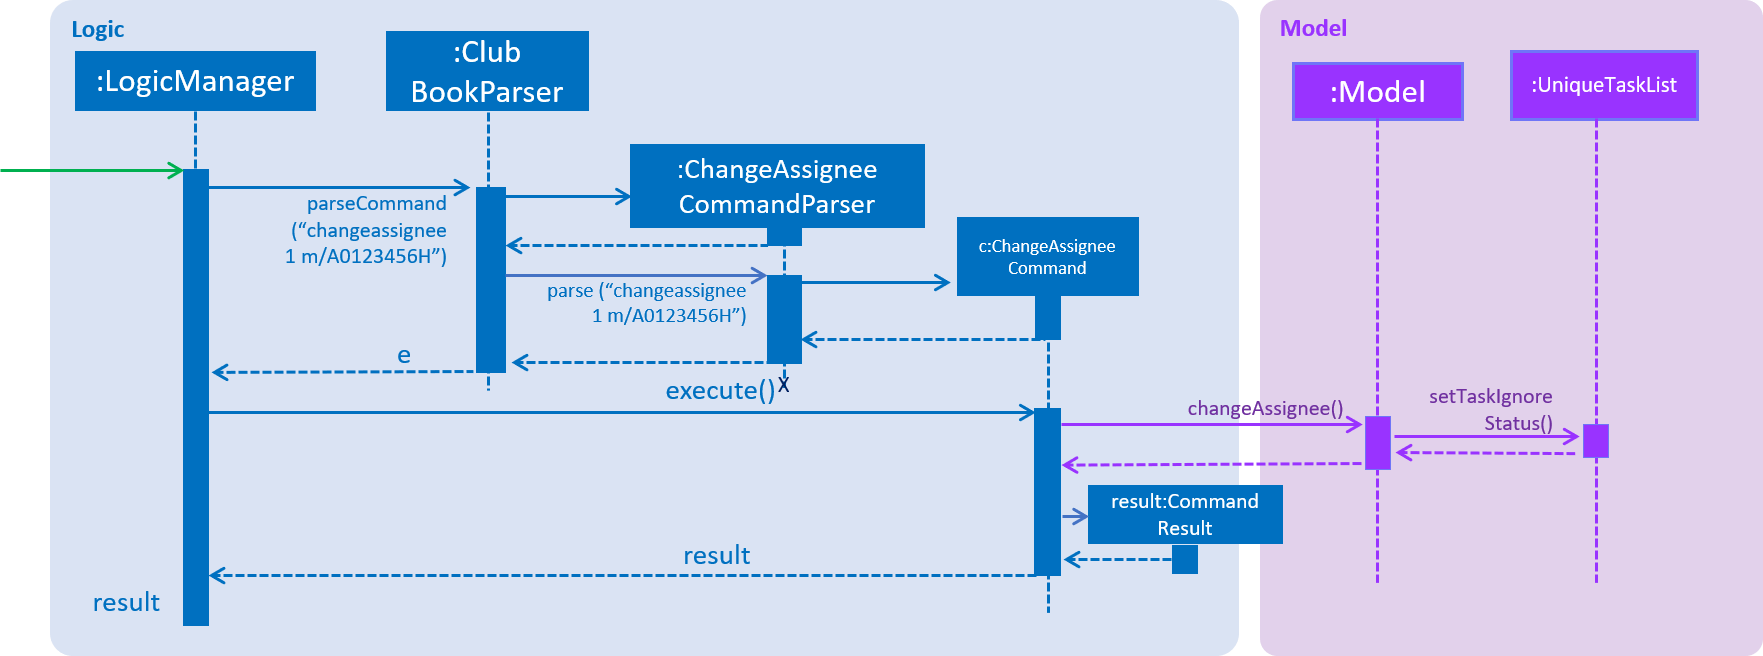 Logic
Model
:LogicManager
:Club
BookParser
:Model
:UniqueTaskList
:ChangeAssignee
CommandParser
parseCommand
(“changeassignee
1 m/A0123456H”)
c:ChangeAssignee
Command
parse (“changeassignee
1 m/A0123456H”)
e
X
execute()
changeAssignee()
setTaskIgnore
Status()
result:Command
Result
result
result